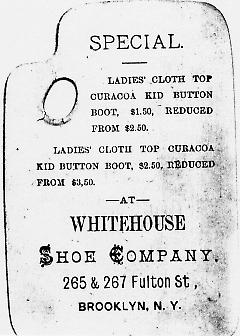 SPECIAL.
LADIES' CLOTH TOP
CURACOA KID BUTTON
BOOT, $1.50, REDUCED
FROM $2.50.
LADIES' CLOTH TOP CURACOA
KID BUTTON BOOT, $2.50, REDUCED
FROM $3,50.
—AT—
WHITEHOUSE
SHOE COMPANY.
265 & 267 Fulton St,
BROOKLYN, N. Y.